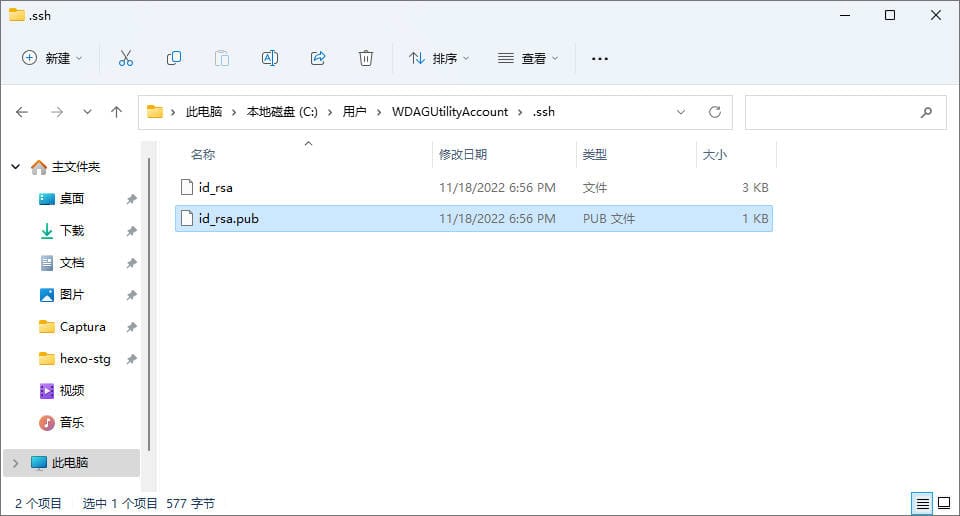 .ssh
新建 排序 查看
此电脑 本地磁盘 (C:) 用户 WDAGUtilityAccount .ssh
名称 修改日期 类型 大小
id_rsa 11/18/2022 6:56 PM 文件 3 KB
id_rsa.pub 11/18/2022 6:56 PM PUB 文件 1 KB
主文件夹
桌面
下载
文档
图片
Captura
hexo-stg
视频
音乐
此电脑
2 个项目 选中 1 个项目 577 字节